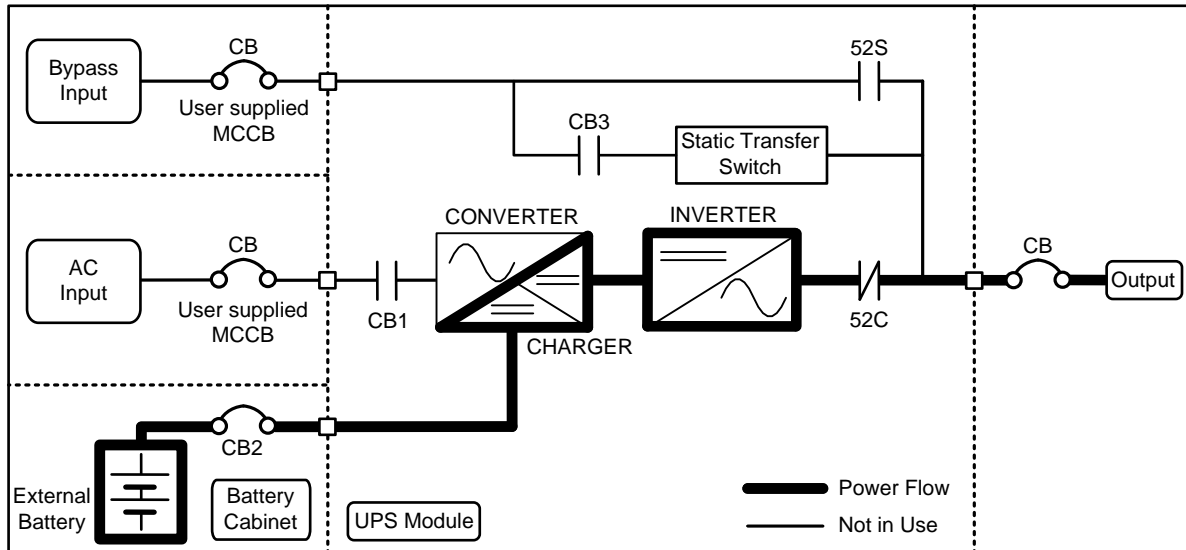 Bypass
Input
CB
User supplied
MCCB
52S
CB3
Static Transfer
Switch
AC
Input
CB
User supplied
MCCB
CB1
CONVERTER
CHARGER
INVERTER
52C
CB
Output
CB2
External
Battery
Battery
Cabinet
UPS Module
Power Flow
Not in Use